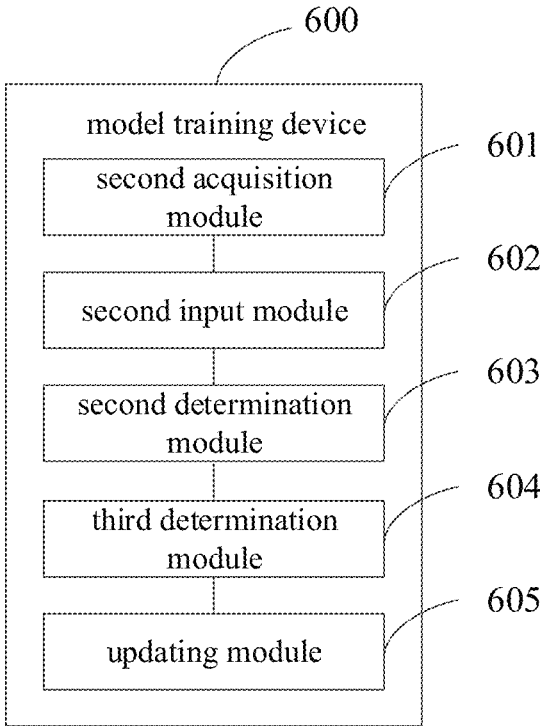 600
model training device
second acquisition
module
601
second input module
602
second determination
module
603
third determination
module
604
updating module
605